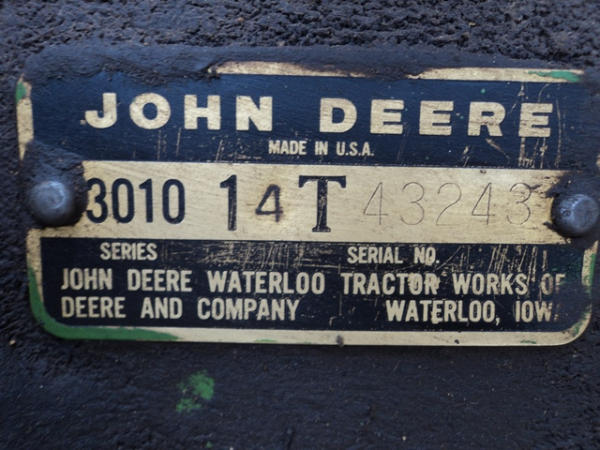 JOHN DEERE
MADE IN U.S.A.
3010 14T 43243
SERIES SERIAL NO.
JOHN DEERE WATERLOO TRACTOR WORKS OF
DEERE AND COMPANY WATERLOO, IOW